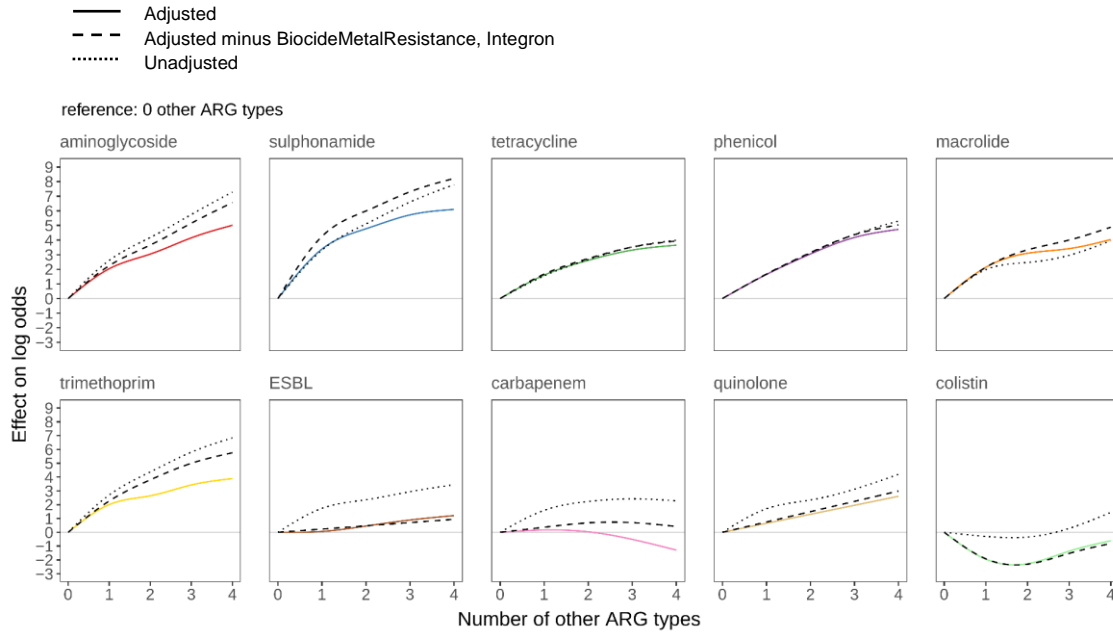 Adjusted
Adjusted minus BiocideMetalResistance, Integron
Unadjusted
reference: 0 other ARG types
aminoglycoside sulphonamide tetracycline phenicol macrolide
9
8
7
6
5
4
3
2
1
0
−1
−2
−3
trimethoprim ESBL carbapenem quinolone colistin
9
8
7
6
5
4
3
2
1
0
−1
−2
−3
0 1 2 3 4 0 1 2 3 4 0 1 2 3 4 0 1 2 3 4 0 1 2 3 4
Number of other ARG types
Effect on log odds